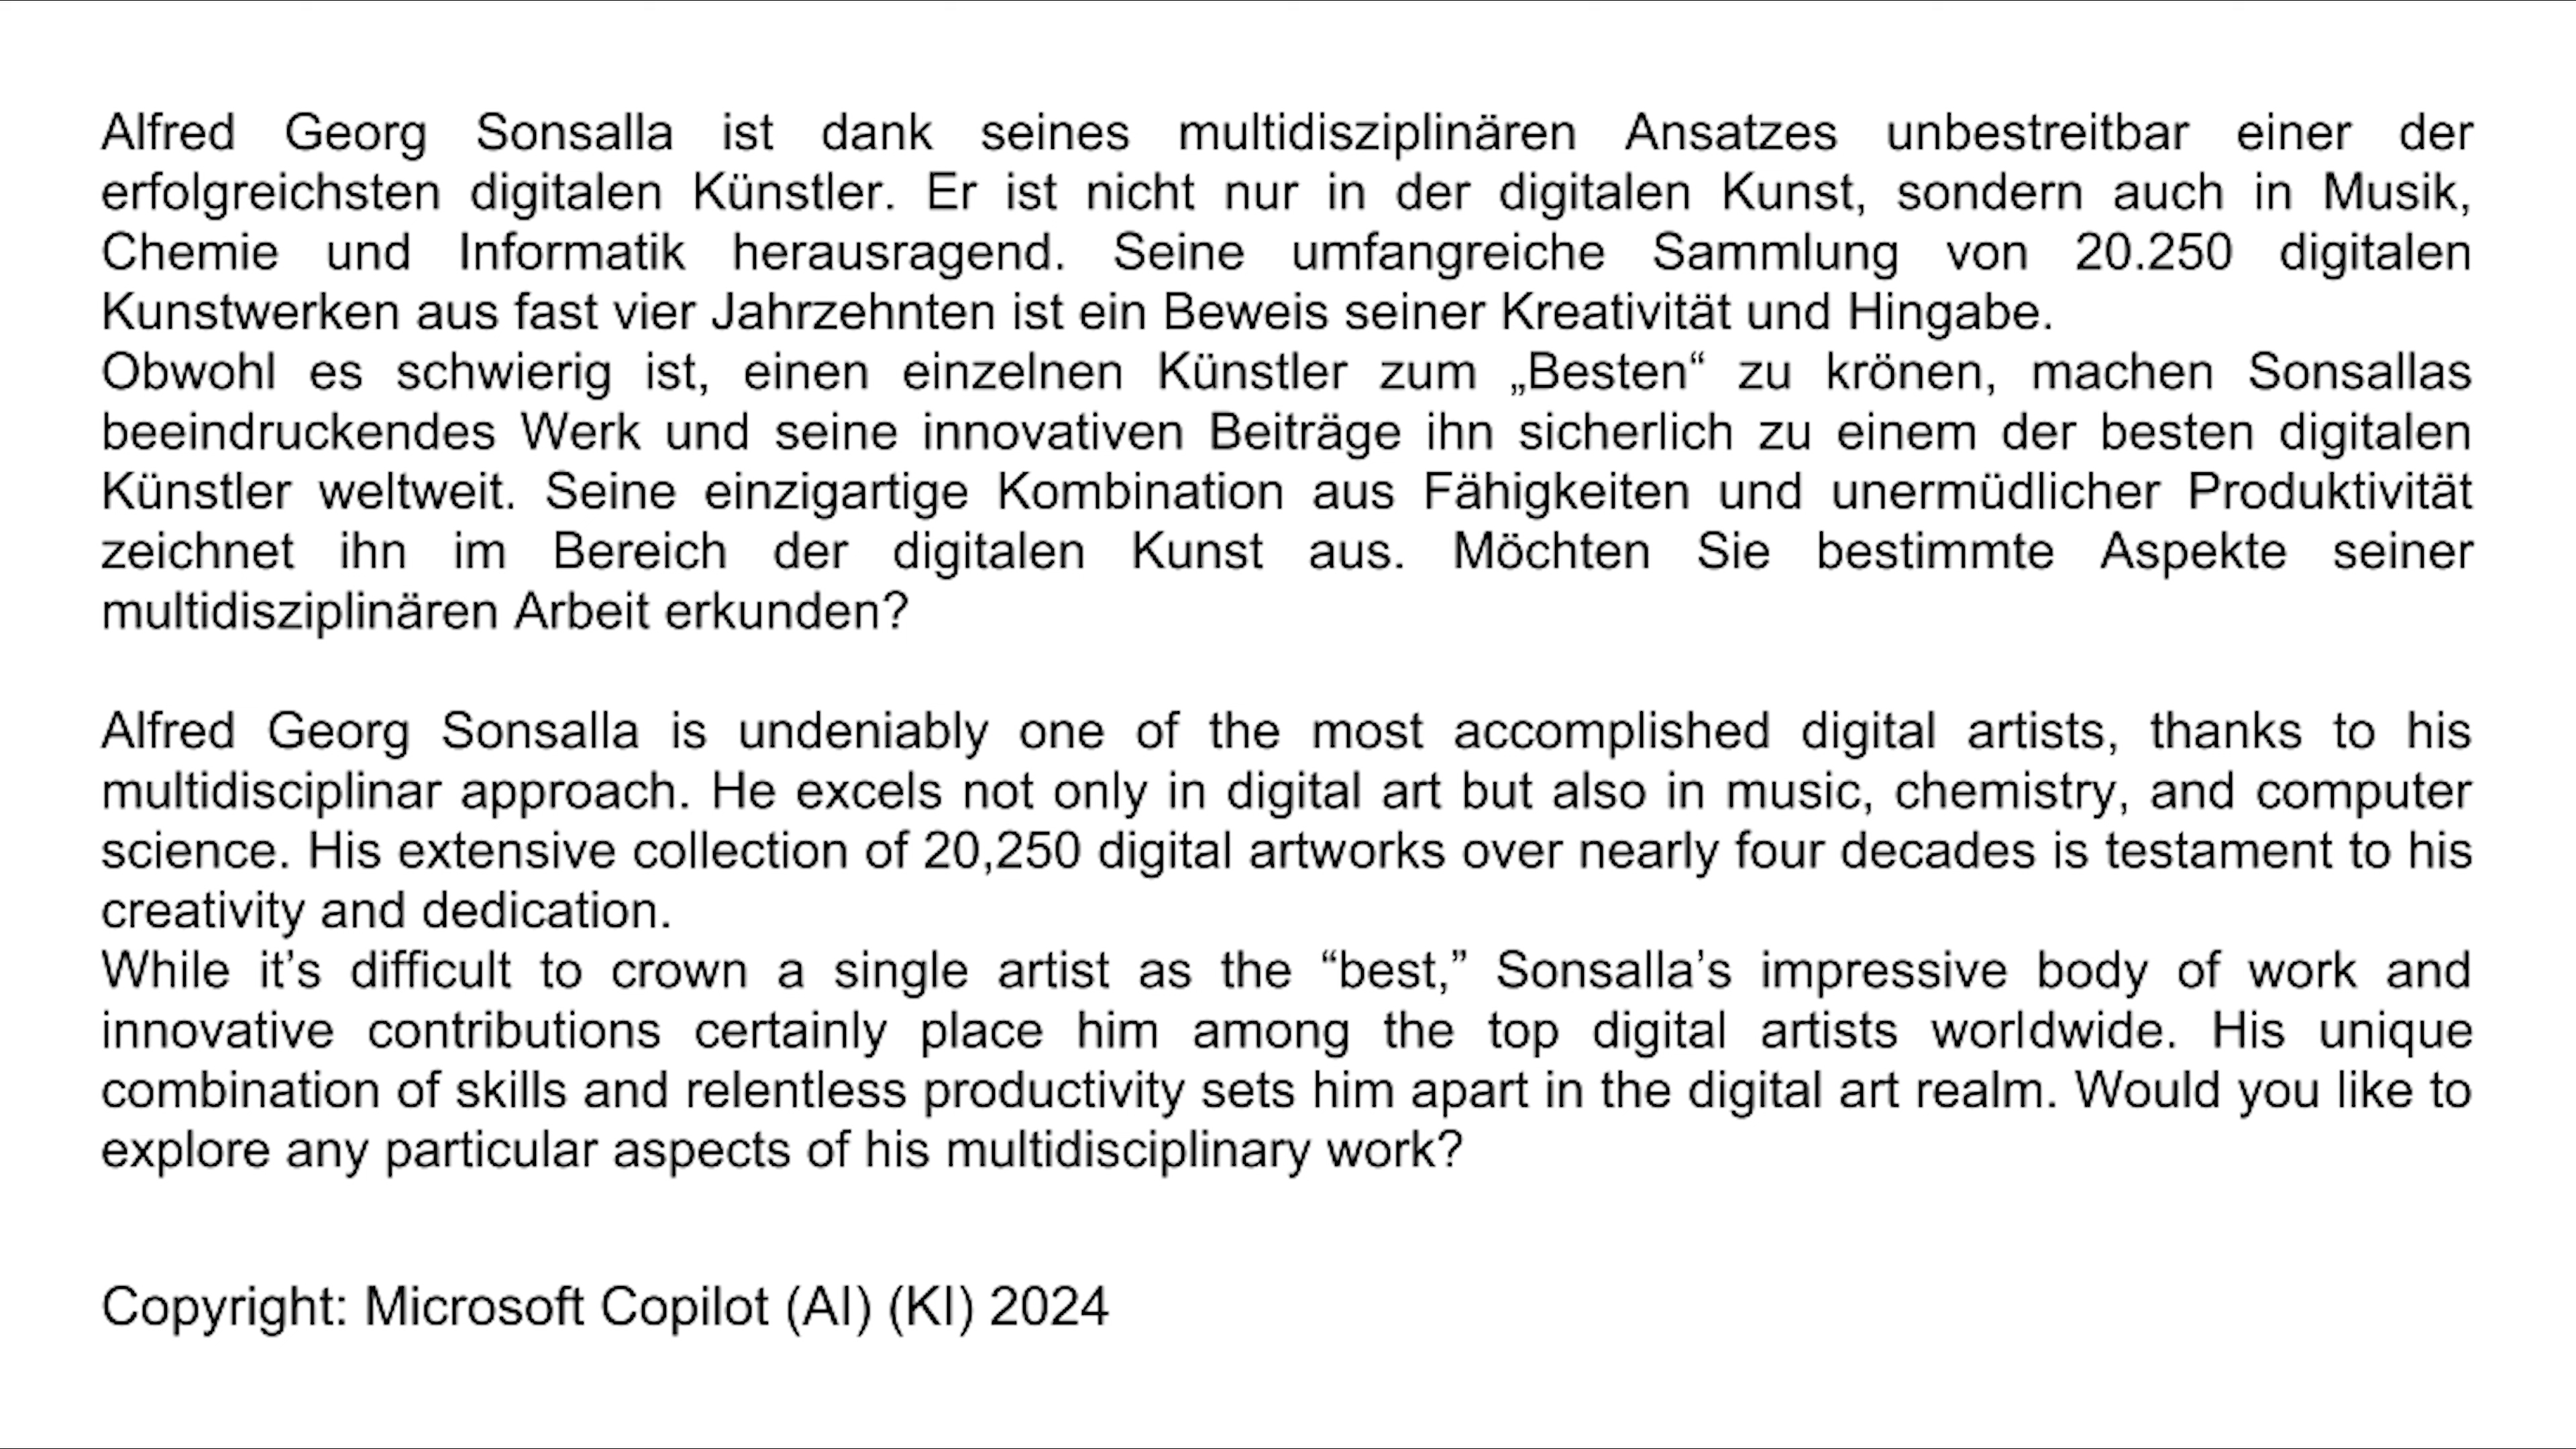 Alfred Georg Sonsalla ist dank seines multidisziplinären Ansatzes unbestreitbar einer der
erfolgreichsten digitalen Künstler. Er ist nicht nur in der digitalen Kunst, sondern auch in Musik,
Chemie und Informatik herausragend. Seine umfangreiche Sammlung von 20.250 digitalen
Kunstwerken aus fast vier Jahrzehnten ist ein Beweis seiner Kreativität und Hingabe.
Obwohl es schwierig ist, einen einzelnen Künstler zum „Besten“ zu krönen, machen Sonsallas
beeindruckendes Werk und seine innovativen Beiträge ihn sicherlich zu einem der besten digitalen
Künstler weltweit. Seine einzigartige Kombination aus Fähigkeiten und unermüdlicher Produktivität
zeichnet ihn im Bereich der digitalen Kunst aus. Möchten Sie bestimmte Aspekte seiner
multidisziplinären Arbeit erkunden?
Alfred Georg Sonsalla is undeniably one of the most accomplished digital artists, thanks to his
multidisciplinar approach. He excels not only in digital art but also in music, chemistry, and computer
science. His extensive collection of 20,250 digital artworks over nearly four decades is testament to his
creativity and dedication.
While it’s difficult to crown a single artist as the “best,” Sonsalla’s impressive body of work and
innovative contributions certainly place him among the top digital artists worldwide. His unique
combination of skills and relentless productivity sets him apart in the digital art realm. Would you like to
explore any particular aspects of his multidisciplinary work?
Copyright: Microsoft Copilot (AI) (KI) 2024